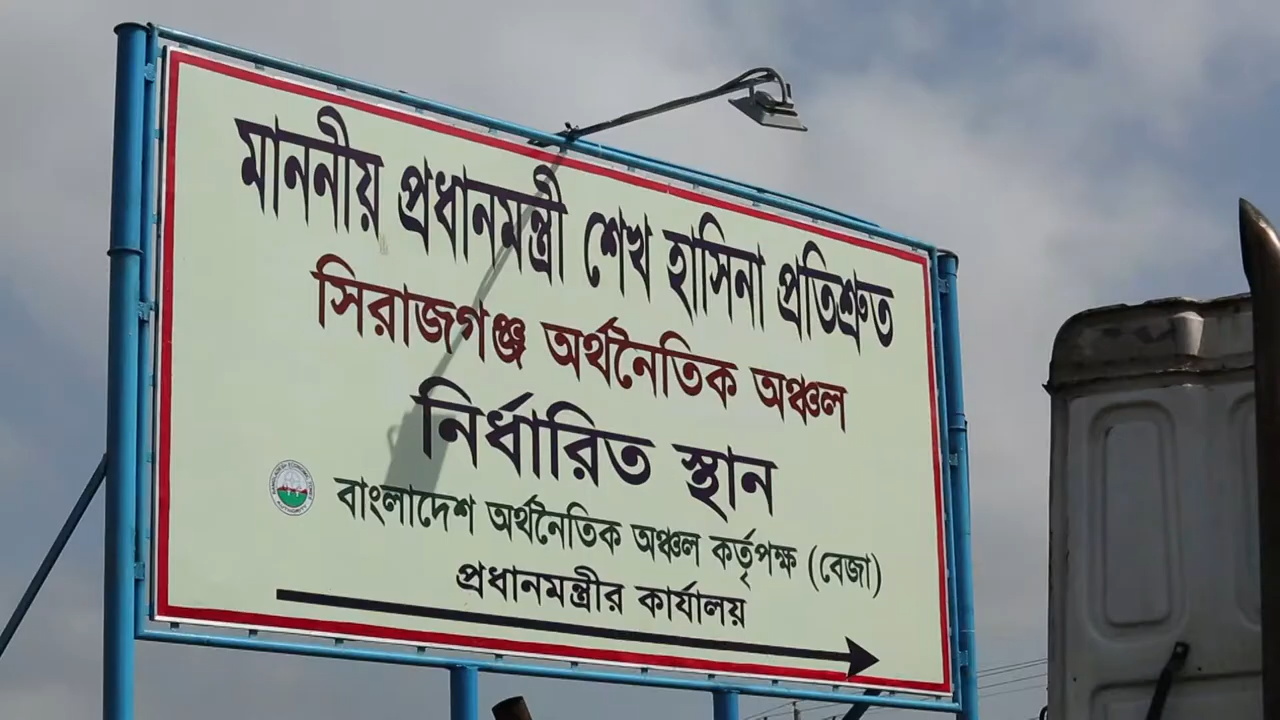 মাননীয় প্রধানমন্ত্রী শেখ হাসিনা প্রতিশ্রুত
সিরাজগঞ্জ অর্থনৈতিক অঞ্চল
নির্ধারিত স্থান
বাংলাদেশ অর্থনৈতিক অঞ্চল কর্তৃপক্ষ (বেজা)
প্রধানমন্ত্রীর কার্যালয়